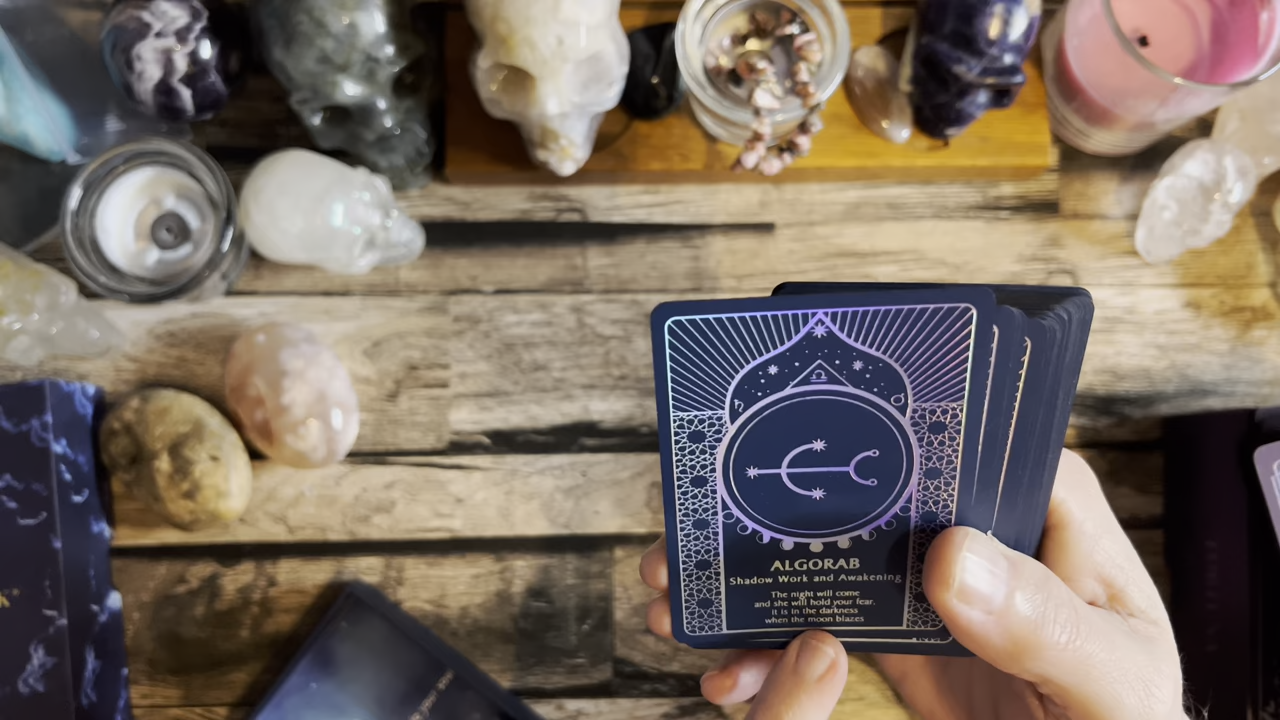 ALGORAB
Shadow Work and Awakening
The night will come
and she will hold your fear.
it is in the darkness
when the moon blazes